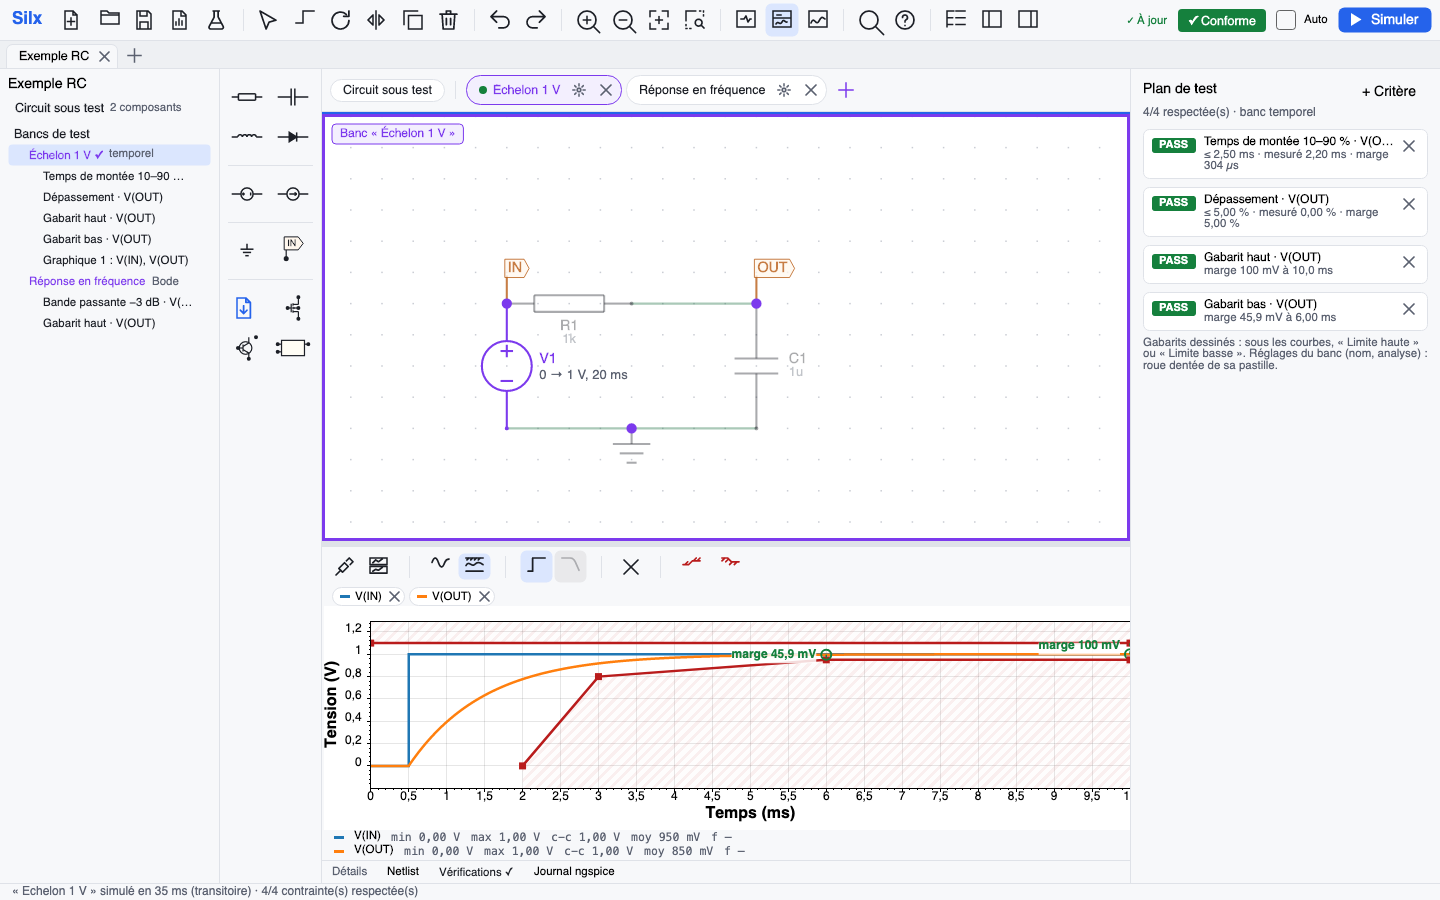 Silx
✓ À jour
✓ Conforme
Auto
Simuler
Exemple RC
Exemple RC
Circuit sous test 2 composants
Bancs de test
Échelon 1 V ✓ temporel
Temps de montée 10–90 ...
Dépassement · V(OUT)
Gabarit haut · V(OUT)
Gabarit bas · V(OUT)
Graphique 1 : V(IN), V(OUT)
Réponse en fréquence Bode
Bande passante −3 dB · V(...
Gabarit haut · V(OUT)
IN
Circuit sous test
Echelon 1 V
Réponse en fréquence
Banc « Échelon 1 V »
IN
OUT
R1
1k
V1
0 → 1 V, 20 ms
C1
1u
V(IN)
V(OUT)
Tension (V)
1,2
1
0,8
0,6
0,4
0,2
0
marge 45,9 mV
marge 100 mV
0 0,5 1 1,5 2 2,5 3 3,5 4 4,5 5 5,5 6 6,5 7 7,5 8 8,5 9 9,5
Temps (ms)
V(IN) min 0,00 V max 1,00 V c–c 1,00 V moy 950 mV f —
V(OUT) min 0,00 V max 1,00 V c–c 1,00 V moy 850 mV f —
Détails
Netlist
Vérifications ✓
Journal ngspice
Plan de test
+ Critère
4/4 respectée(s) · banc temporel
PASS
Temps de montée 10–90 % · V(O...
≤ 2,50 ms · mesuré 2,20 ms · marge
304 µs
PASS
Dépassement · V(OUT)
≤ 5,00 % · mesuré 0,00 % · marge
5,00 %
PASS
Gabarit haut · V(OUT)
marge 100 mV à 10,0 ms
PASS
Gabarit bas · V(OUT)
marge 45,9 mV à 6,00 ms
Gabarits dessinés : sous les courbes, « Limite haute »
ou « Limite basse ». Réglages du banc (nom, analyse) :
roue dentée de sa pastille.
« Echelon 1 V » simulé en 35 ms (transitoire) · 4/4 contrainte(s) respectée(s)